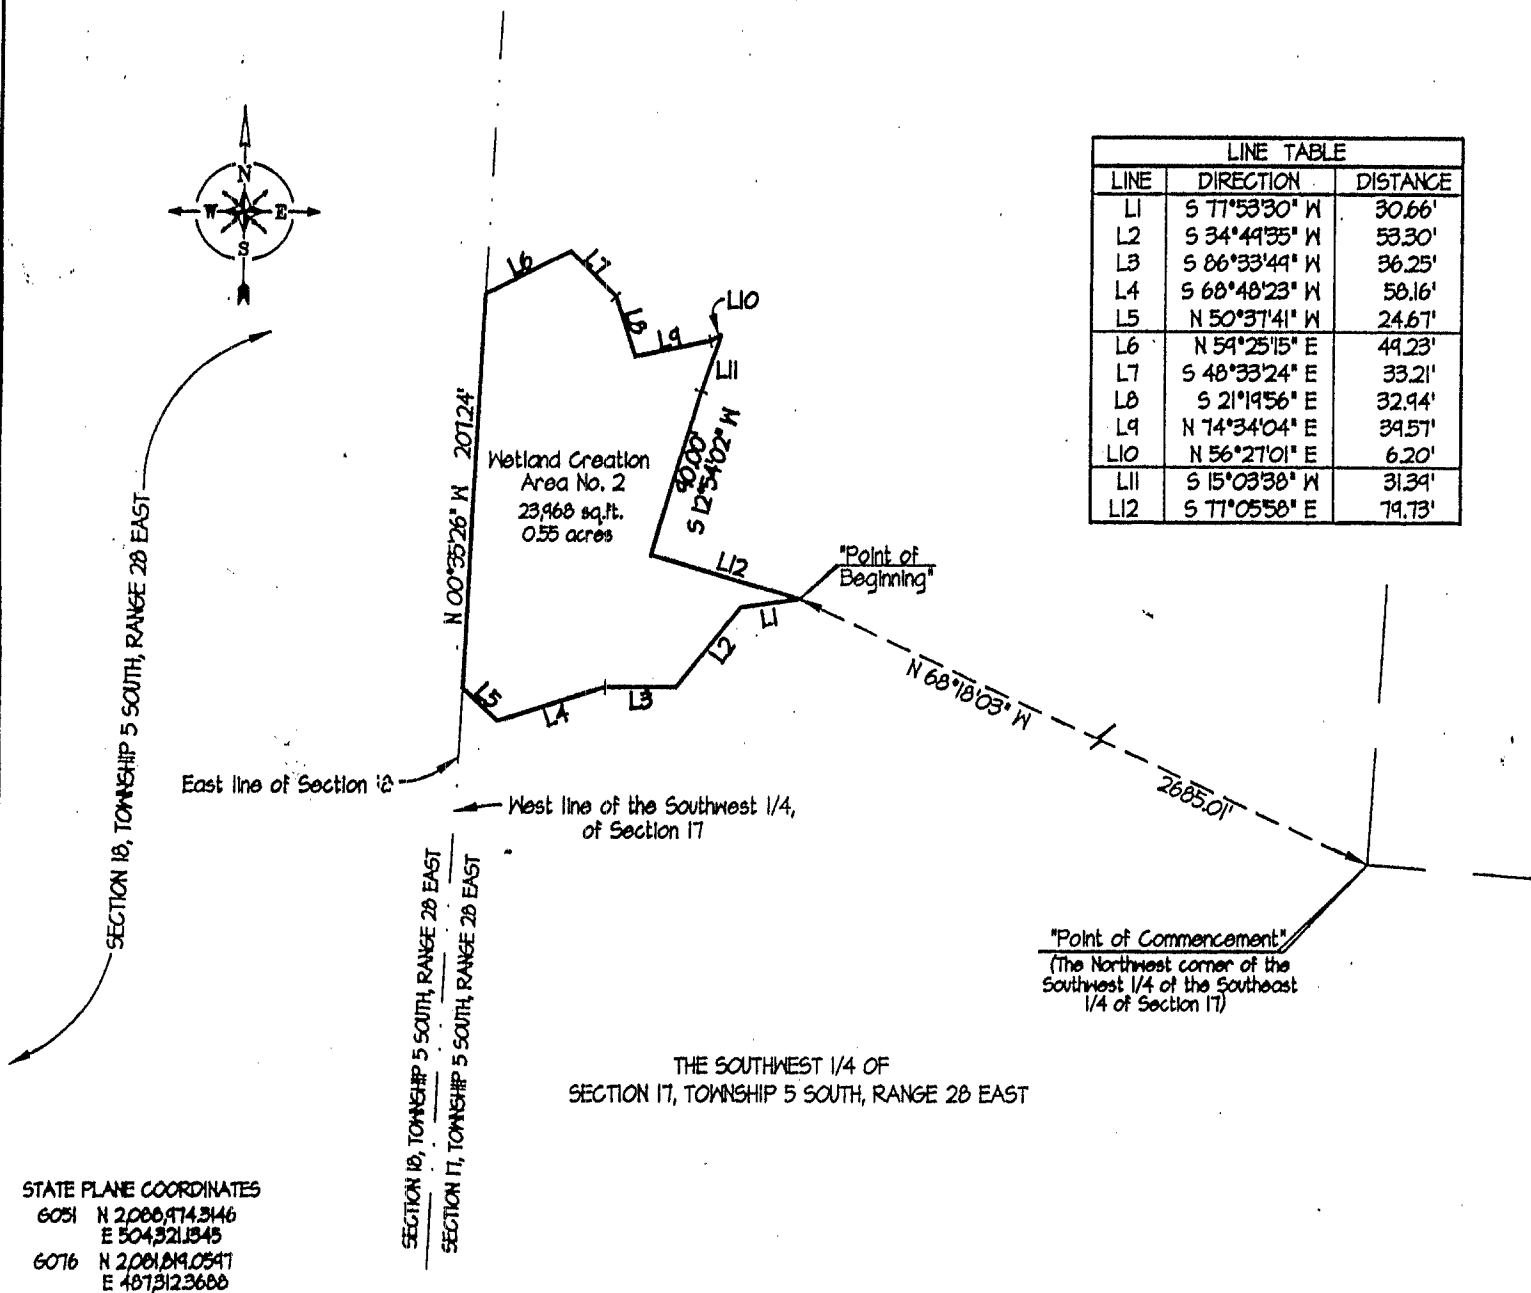 N
W E
S
LINE TABLE
LINE DIRECTION DISTANCE
L1 S 77°53'30" W 30.66'
L2 S 34°49'35" W 53.30'
L3 S 86°33'49" W 36.25'
L4 S 68°48'23" W 58.16'
L5 N 50°37'41" W 24.67'
L6 N 59°25'15" E 49.23'
L7 S 48°33'24" E 33.21'
L8 S 21°19'56" E 32.94'
L9 N 74°34'04" E 39.57'
L10 N 56°27'01" E 6.20'
L11 S 15°03'38" W 31.39'
L12 S 77°05'58" E 79.73'
L6
L7
L8
L9
L10
L11
N 00°35'26" W 207.24'
Wetland Creation
Area No. 2
23,968 sq.ft.
0.55 acres
90.00'
S 12°54'02" W
L12
"Point of
Beginning"
L1
L2
L3
L4
L5
N 68°18'03" W
2685.01'
SECTION 18, TOWNSHIP 5 SOUTH, RANGE 28 EAST
East line of Section 18
West line of the Southwest 1/4,
of Section 17
SECTION 18, TOWNSHIP 5 SOUTH, RANGE 28 EAST
SECTION 17, TOWNSHIP 5 SOUTH, RANGE 28 EAST
"Point of Commencement"
(The Northwest corner of the
Southwest 1/4 of the Southeast
1/4 of Section 17)
THE SOUTHWEST 1/4 OF
SECTION 17, TOWNSHIP 5 SOUTH, RANGE 28 EAST
STATE PLANE COORDINATES
6051 N 2,088,974.3146
E 504,321.1345
6076 N 2,081,819.0597
E 487,312.3688